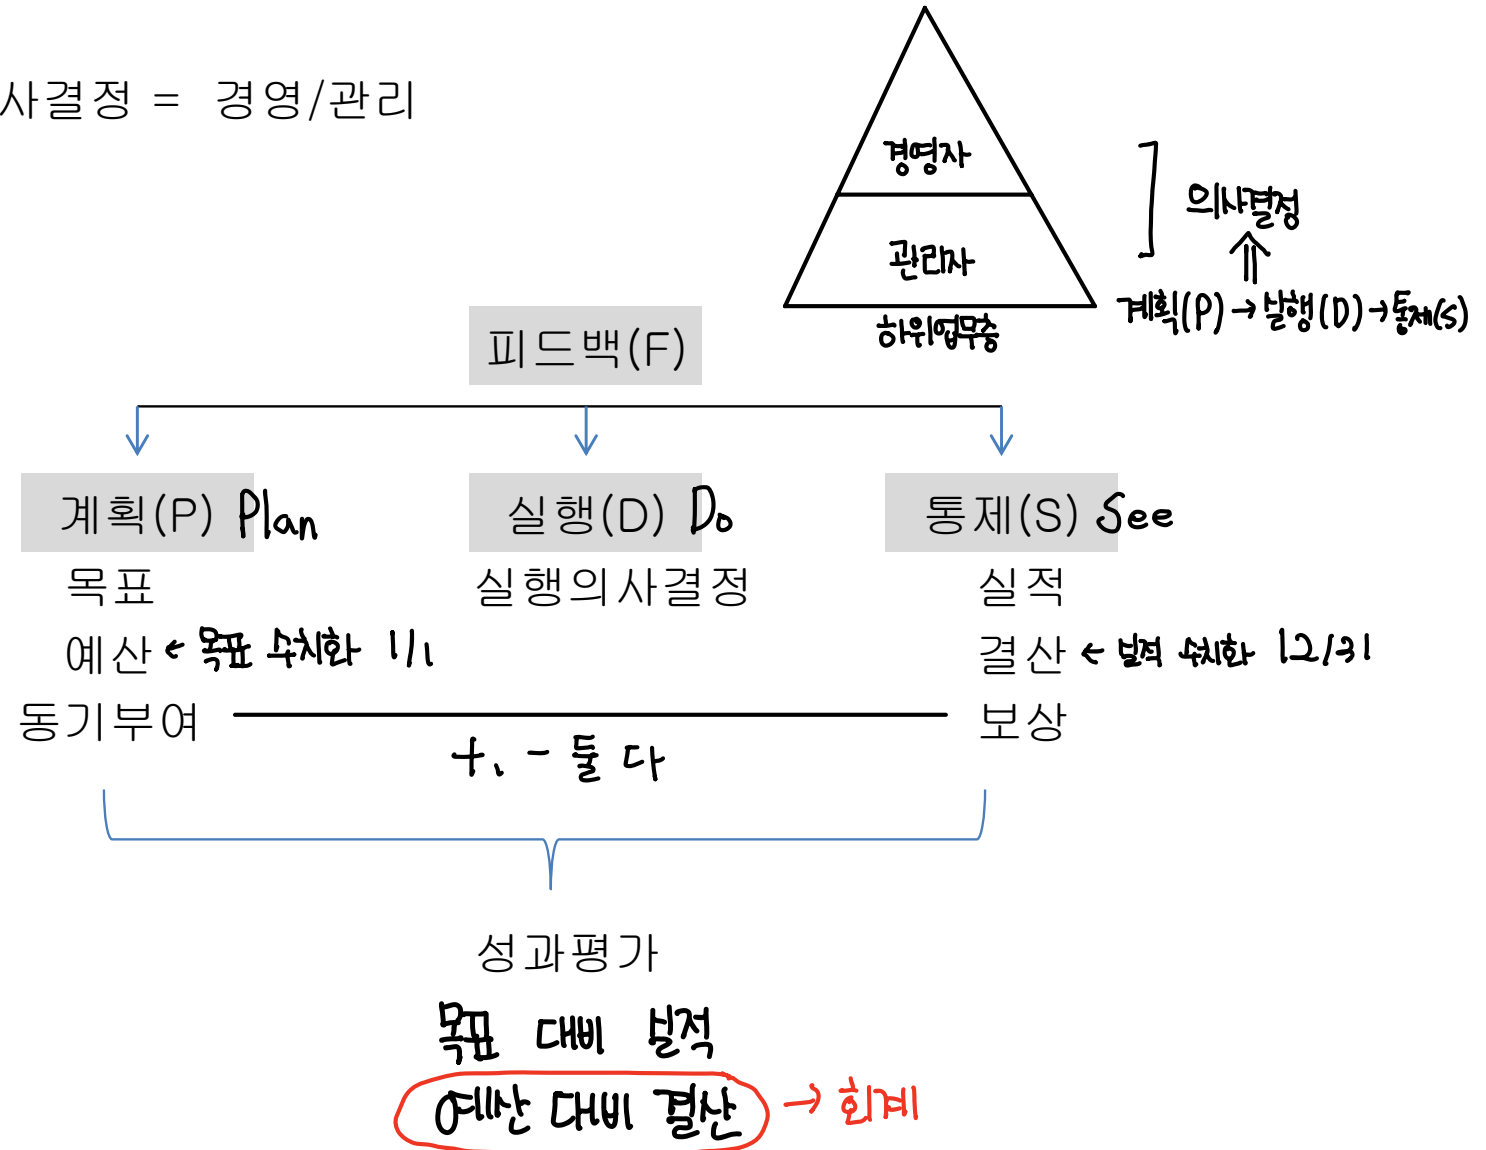 사결정 = 경영/관리
경영자
관리자
하위업무층
의사결정
계획(P) → 실행(D) → 통제(S)
피드백(F)
계획(P) Plan
실행(D) Do
통제(S) See
목표
실행의사결정
실적
예산 ← 목표 수치화 1/1
결산 ← 실적 수치화 12/31
동기부여
보상
+, - 둘 다
성과평가
목표 대비 실적
예산 대비 결산 → 회계